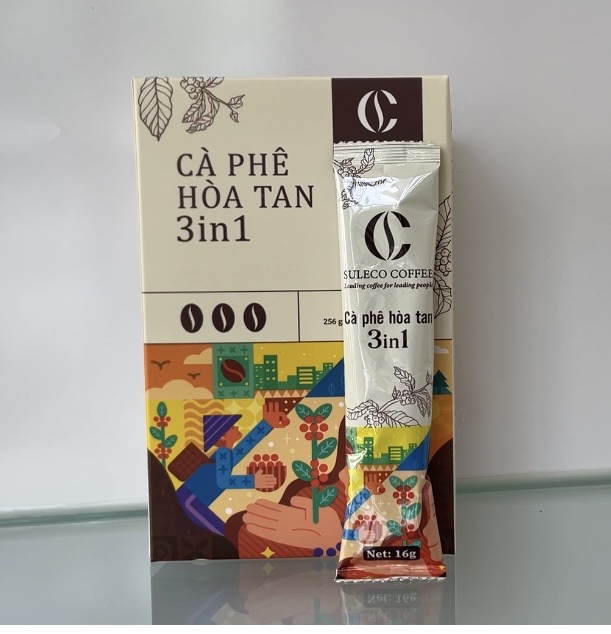 CÀ PHÊ
HÒA TAN
3in1
256 g
SULECO COFFEE
Leading coffee for leading people
Cà phê hòa tan
3in1
Net: 16g